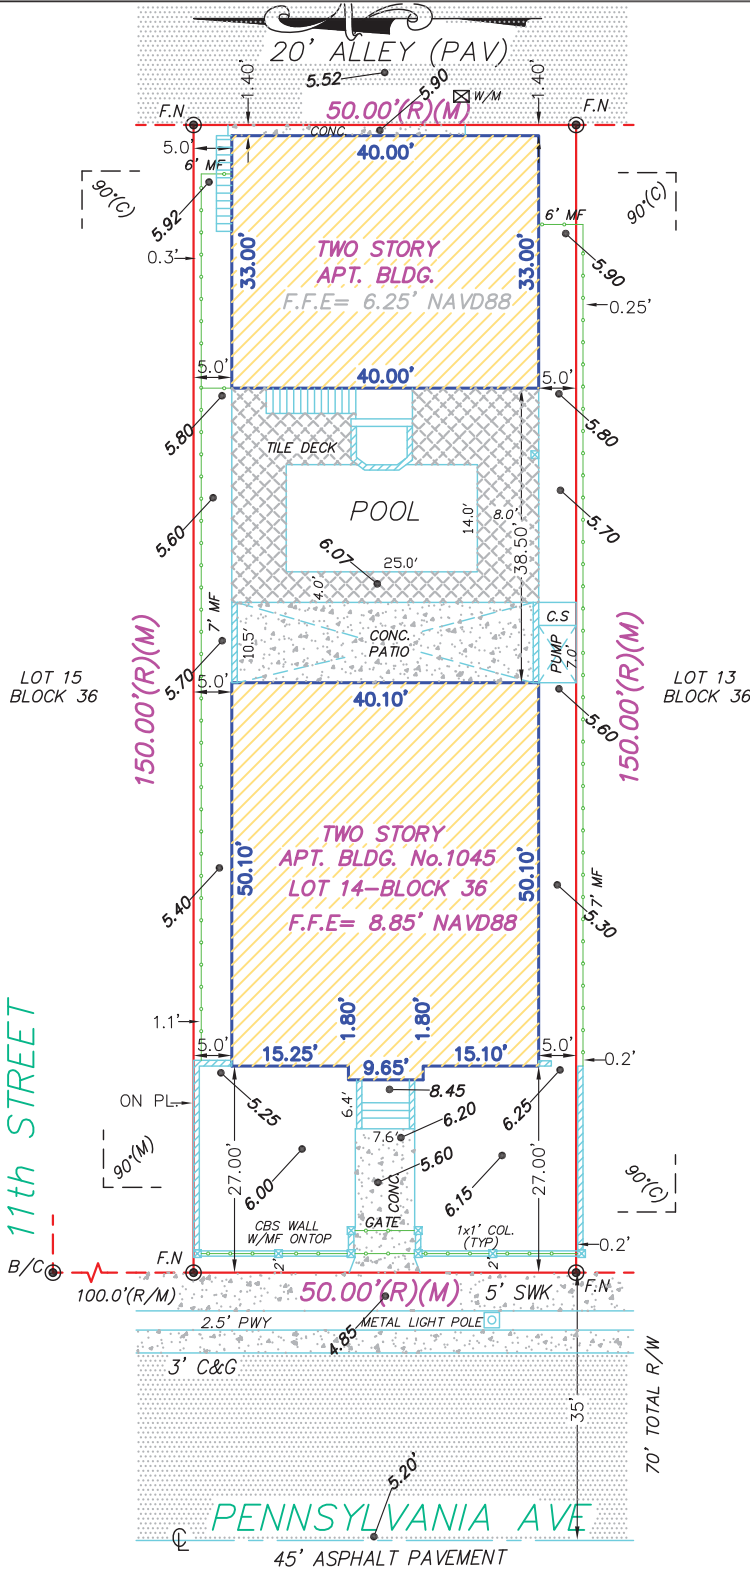 20' ALLEY (PAV)
5.52
1.40'
5.90
W/M
1.40'
F.N
50.00'(R)(M)
F.N
CONC.
5.0'
40.00'
6' MF
90°(C)
5.92
0.3'
33.00'
TWO STORY
APT. BLDG.
F.F.E= 6.25' NAVD88
33.00'
6' MF
90°(C)
5.90
0.25'
5.0'
40.00'
5.0'
5.80
TILE DECK
5.80
POOL
14.0'
8.0'
5.60
5.70
38.50'
6.07
25.0'
4.0'
7' MF
C.S
10.5'
CONC.
PATIO
PUMP
7.0'
150.00'(R)(M)
150.00'(R)(M)
LOT 15
BLOCK 36
LOT 13
BLOCK 36
5.70
5.0'
40.10'
5.60
TWO STORY
APT. BLDG. No.1045
LOT 14-BLOCK 36
F.F.E= 8.85' NAVD88
50.10'
50.10'
5.40
7' MF
5.30
1.1'
1.80'
1.80'
5.0'
15.25'
9.65'
15.10'
5.0'
0.2'
11th STREET
ON PL.
5.25
6.4'
8.45
6.20
6.25
7.6'
90°(M)
27.00'
27.00'
90°(C)
5.60
6.00
6.15
CONC
CBS WALL
W/MF ONTOP
GATE
1x1' COL.
(TYP)
0.2'
.2'
.2'
B/C
F.N
F.N
100.0'(R/M)
50.00'(R)(M)
5' SWK
2.5' PWY
METAL LIGHT POLE
4.85
3' C&G
35'
70' TOTAL R/W
5.20'
PENNSYLVANIA AVE
CL
45' ASPHALT PAVEMENT